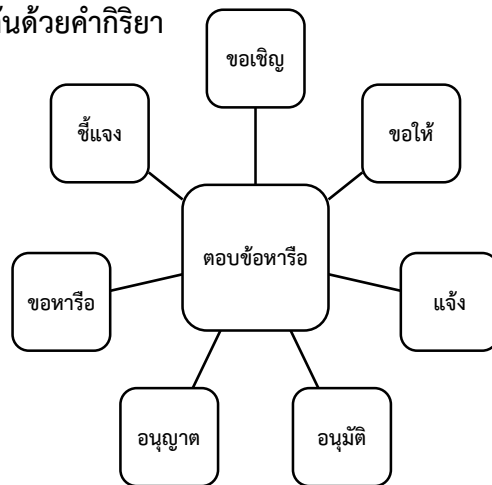 ด้วยคำกิริยา
ขอเชิญ
ชี้แจง
ขอให้
ตอบข้อหารือ
ขอหารือ
แจ้ง
อนุญาต
อนุมัติ